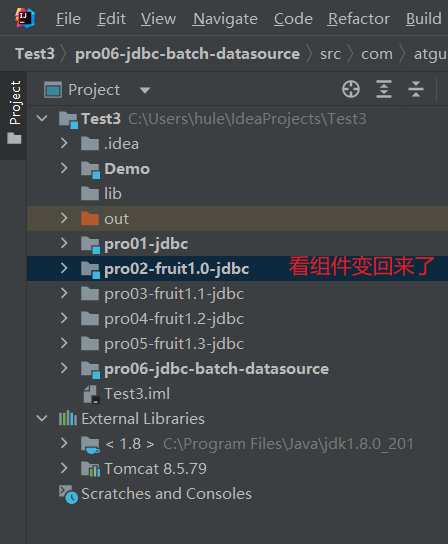 IJ File Edit View Navigate Code Refactor Build
Test3 › pro06-jdbc-batch-datasource › src › com › atgu
Project
Project
Test3 C:\Users\hule\IdeaProjects\Test3
.idea
Demo
lib
out
pro01-jdbc
pro02-fruit1.0-jdbc 看组件变回来了
pro03-fruit1.1-jdbc
pro04-fruit1.2-jdbc
pro05-fruit1.3-jdbc
pro06-jdbc-batch-datasource
Test3.iml
External Libraries
< 1.8 > C:\Program Files\Java\jdk1.8.0_201
Tomcat 8.5.79
Scratches and Consoles